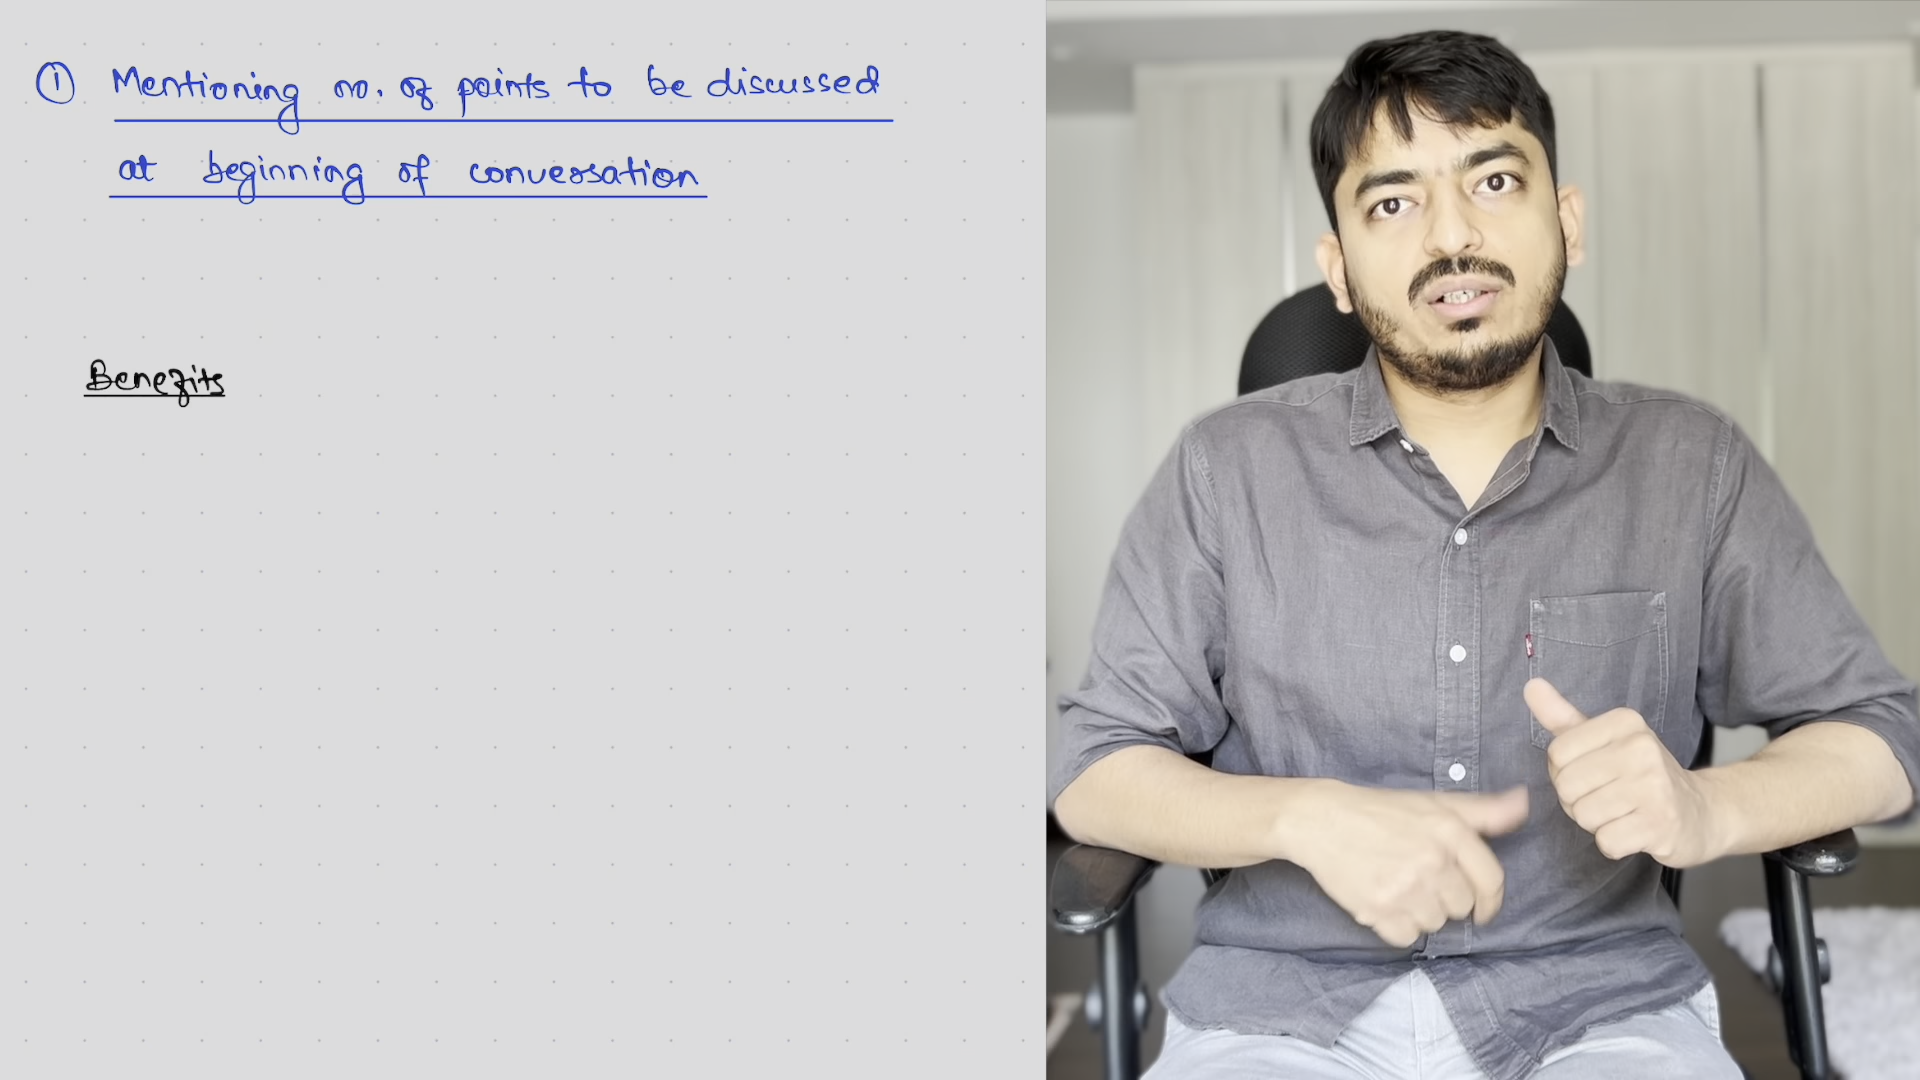 ① Mentioning no. of points to be discussed
at beginning of conversation
Benefits